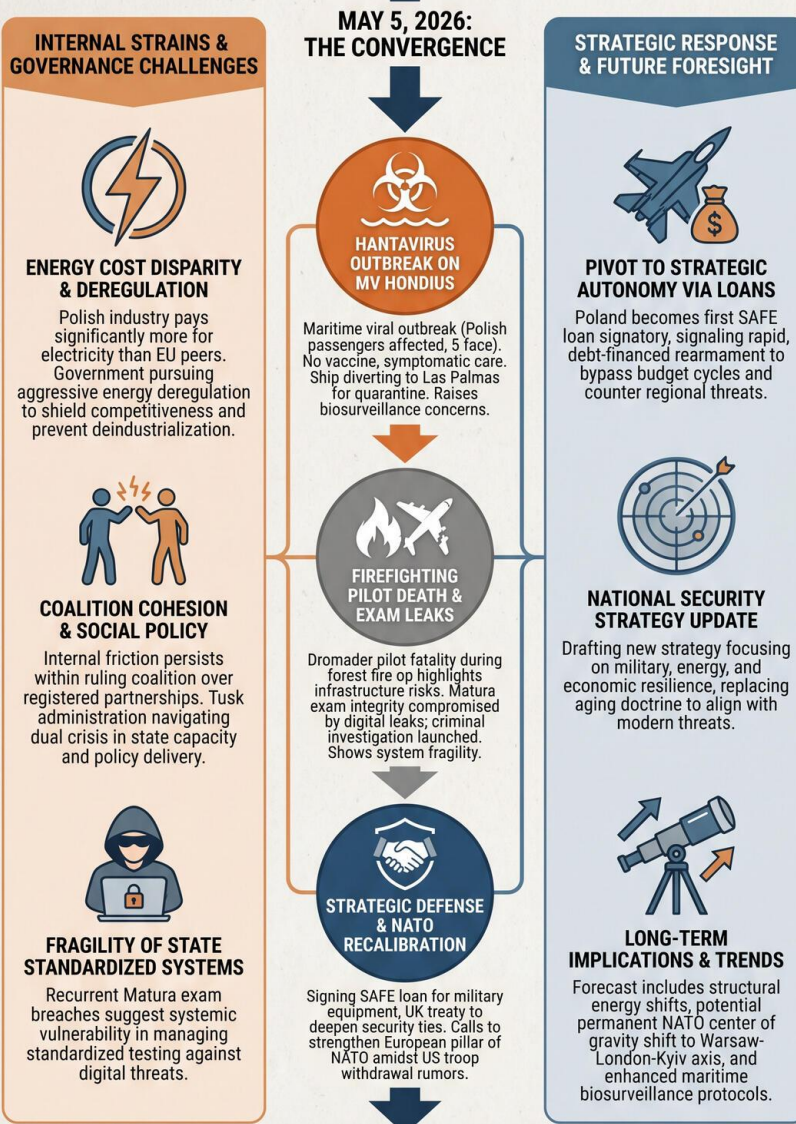 INTERNAL STRAINS &
GOVERNANCE CHALLENGES
ENERGY COST DISPARITY
& DEREGULATION
Polish industry pays
significantly more for
electricity than EU peers.
Government pursuing
aggressive energy deregulation
to shield competitiveness and
prevent deindustrialization.
COALITION COHESION
& SOCIAL POLICY
Internal friction persists
within ruling coalition over
registered partnerships. Tusk
administration navigating
dual crisis in state capacity
and policy delivery.
FRAGILITY OF STATE
STANDARDIZED SYSTEMS
Recurrent Matura exam
breaches suggest systemic
vulnerability in managing
standardized testing against
digital threats.
MAY 5, 2026:
THE CONVERGENCE
HANTAVIRUS
OUTBREAK ON
MV HONDIUS
Maritime viral outbreak (Polish
passengers affected, 5 face).
No vaccine, symptomatic care.
Ship diverting to Las Palmas
for quarantine. Raises
biosurveillance concerns.
FIREFIGHTING
PILOT DEATH &
EXAM LEAKS
Dromader pilot fatality during
forest fire op highlights
infrastructure risks. Matura
exam integrity compromised
by digital leaks; criminal
investigation launched.
Shows system fragility.
STRATEGIC DEFENSE
& NATO
RECALIBRATION
Signing SAFE loan for military
equipment, UK treaty to
deepen security ties. Calls to
strengthen European pillar of
NATO amidst US troop
withdrawal rumors.
STRATEGIC RESPONSE
& FUTURE FORESIGHT
$
PIVOT TO STRATEGIC
AUTONOMY VIA LOANS
Poland becomes first SAFE
loan signatory, signaling rapid,
debt-financed rearmament to
bypass budget cycles and
counter regional threats.
NATIONAL SECURITY
STRATEGY UPDATE
Drafting new strategy focusing
on military, energy, and
economic resilience, replacing
aging doctrine to align with
modern threats.
LONG-TERM
IMPLICATIONS & TRENDS
Forecast includes structural
energy shifts, potential
permanent NATO center of
gravity shift to Warsaw-
London-Kyiv axis, and
enhanced maritime
biosurveillance protocols.